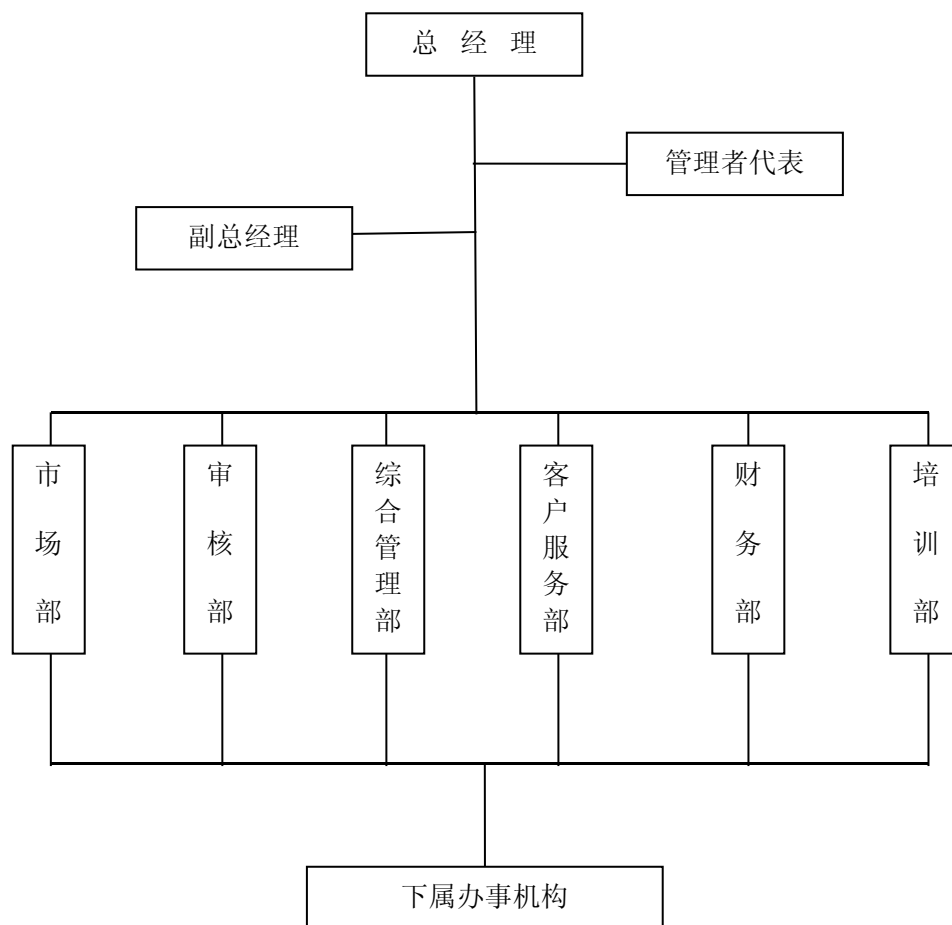 总 经 理
管理者代表
副总经理
市场部
审核部
综合管理部
客户服务部
财务部
培训部
下属办事机构